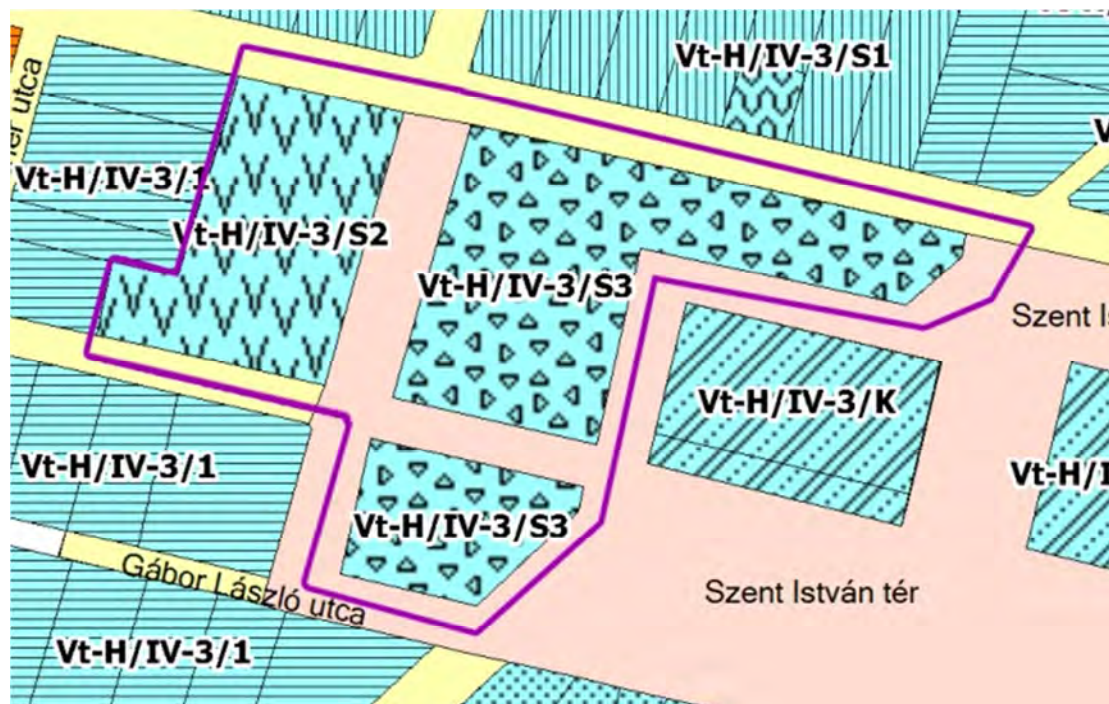 Vt-H/IV-3/S1
utca
Vt-H/IV-3/1
Vt-H/IV-3/S2
Vt-H/IV-3/S3
Szent
Vt-H/IV-3/K
Vt-H/IV-3/1
Vt-H/I
Vt-H/IV-3/S3
Gábor László utca
Szent István tér
Vt-H/IV-3/1